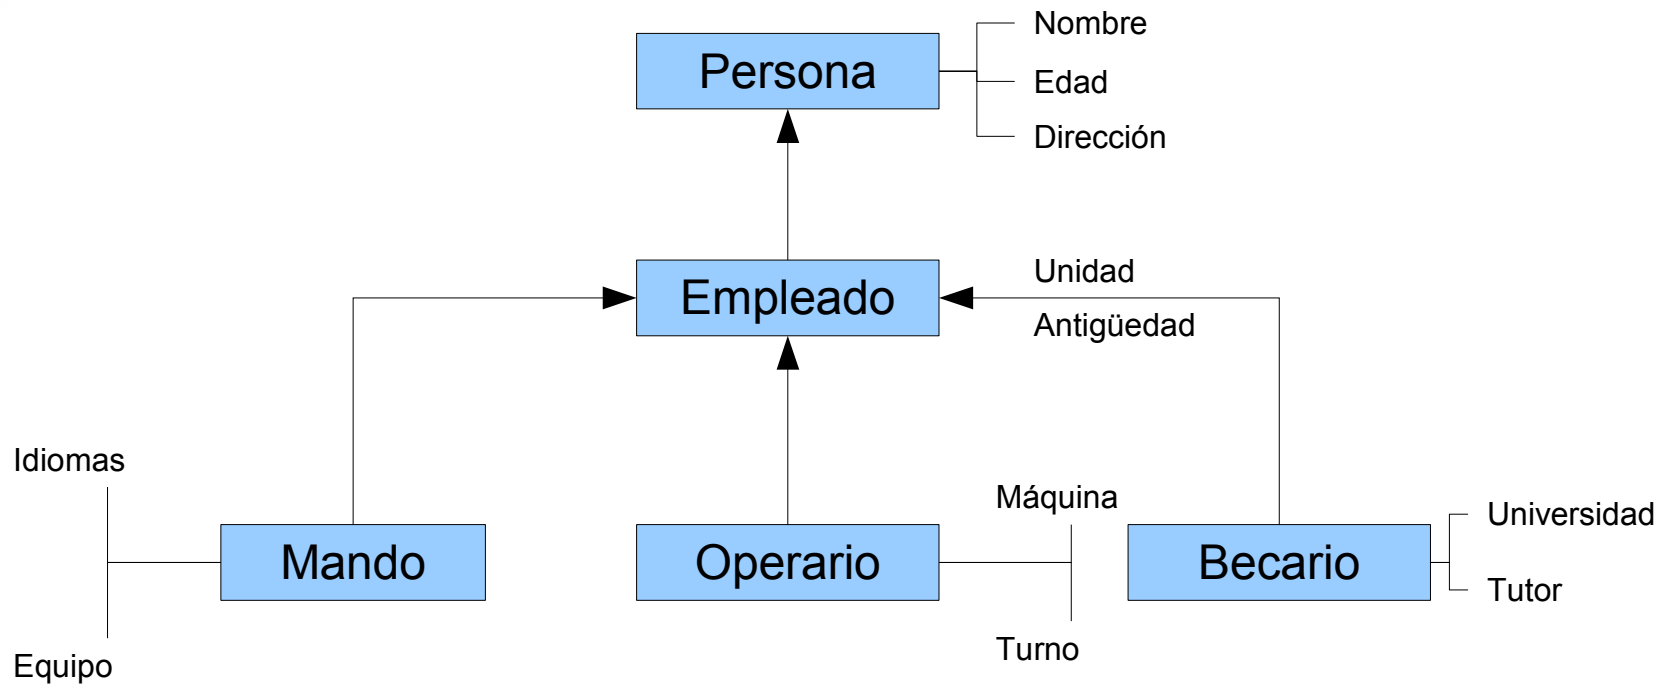 Nombre
Persona
Edad
Dirección
Unidad
Empleado
Antigüedad
Idiomas
Máquina
Universidad
Mando
Operario
Becario
Tutor
Turno
Equipo